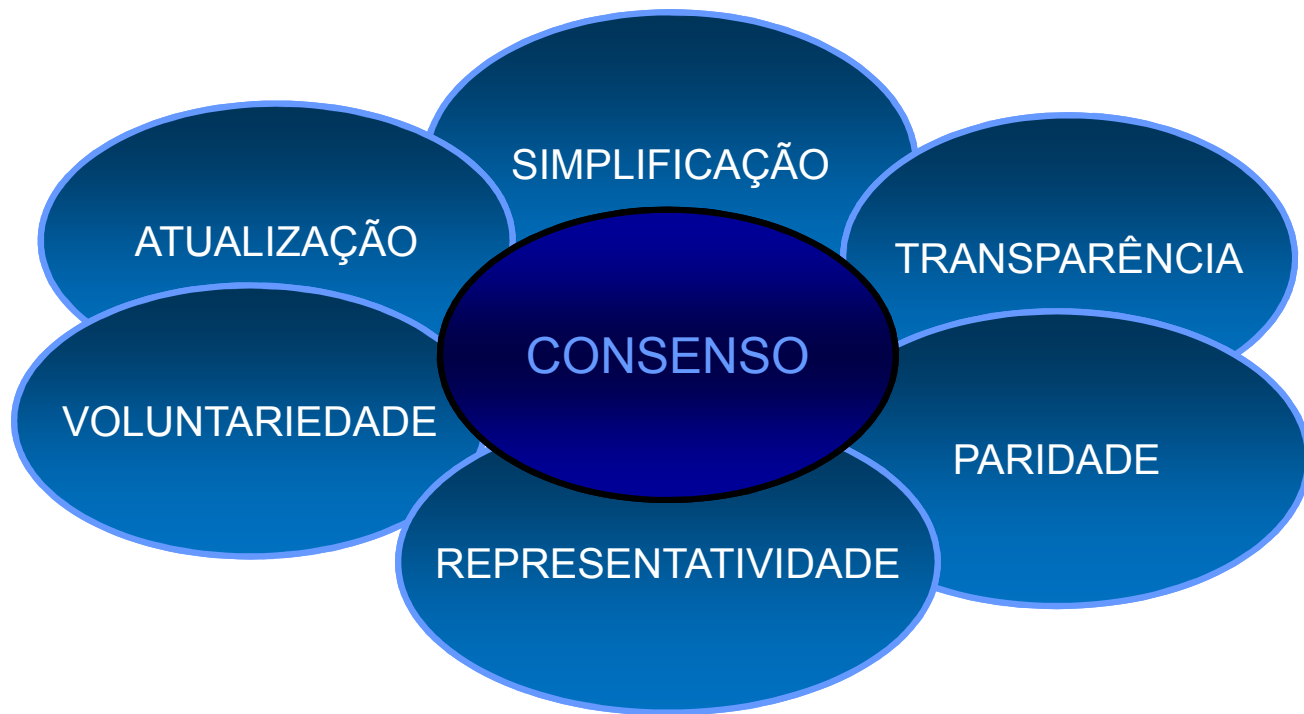 SIMPLIFICAÇÃO
ATUALIZAÇÃO
TRANSPARÊNCIA
CONSENSO
VOLUNTARIEDADE
PARIDADE
REPRESENTATIVIDADE